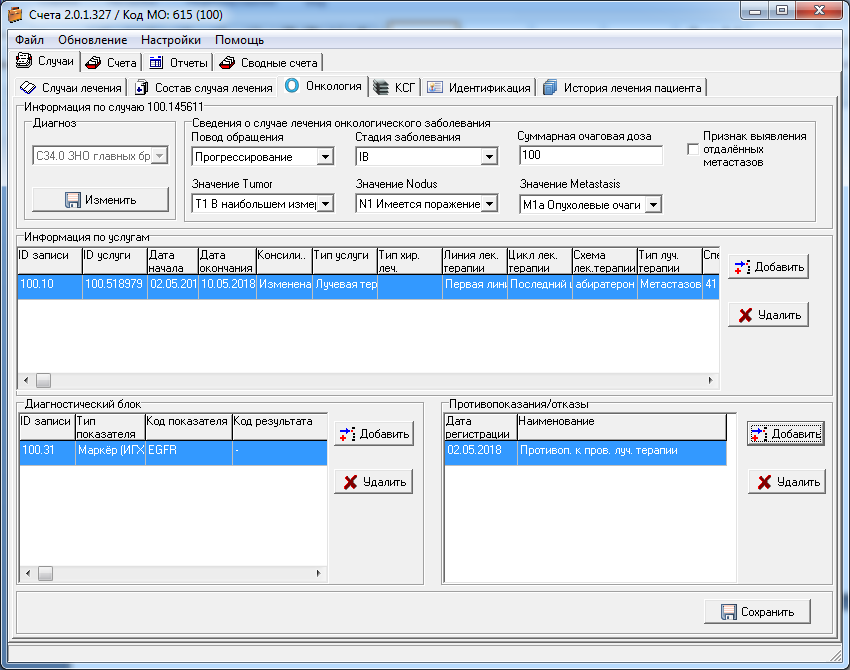 Счета 2.0.1.327 / Код МО: 615 (100)
Файл Обновление Настройки Помощь
Случаи Счета Отчеты Сводные счета
Случаи лечения Состав случая лечения Онкология КСГ Идентификация История лечения пациента
Информация по случаю 100.145611
Диагноз
С34.0 ЗНО главных бр
Изменить
Сведения о случае лечения онкологического заболевания
Повод обращения Стадия заболевания Суммарная очаговая доза
Прогрессирование IB 100
Признак выявления
отдалённых
метастазов
Значение Tumor Значение Nodus Значение Metastasis
T1 В наибольшем измер N1 Имеется поражение M1a Опухолевые очаги
Информация по услугам
ID записи ID услуги Дата начала Дата окончания Консили.. Тип услуги Тип хир. леч. Линия лек. терапии Цикл лек. терапии Схема лек.терапии Тип луч. терапии Спе
100.10 100.518979 02.05.201 10.05.2018 Изменена Лучевая тер Первая лини Последний ц абиратерон Метастазов 41
Добавить
Удалить
Диагностический блок
ID записи Тип показателя Код показателя Код результата
100.31 Маркёр (ИГХ EGFR -
Добавить
Удалить
Противопоказания/отказы
Дата регистрации Наименование
02.05.2018 Противоп. к пров. луч. терапии
Добавить
Удалить
Сохранить